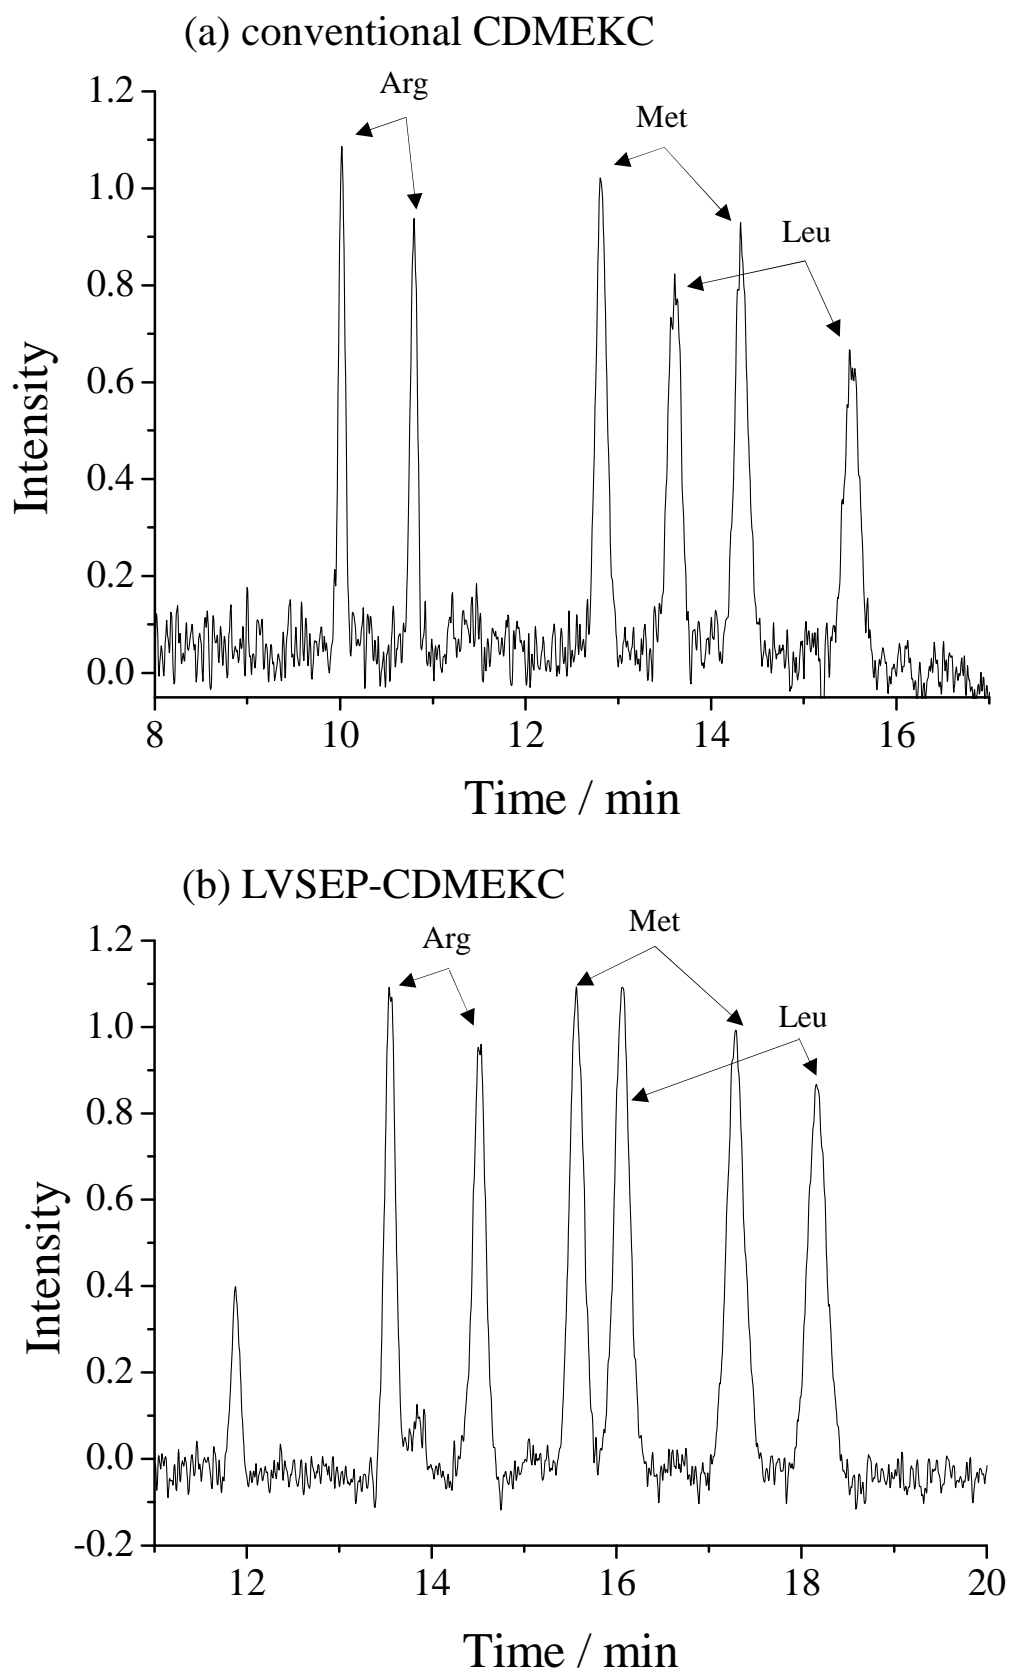 (a) conventional CDMEKC
Arg
Met
Leu
1.2
1.0
0.8
0.6
0.4
0.2
0.0
Intensity
8 10 12 14 16
Time / min
(b) LVSEP-CDMEKC
Arg
Met
Leu
1.2
1.0
0.8
0.6
0.4
0.2
0.0
-0.2
Intensity
12 14 16 18 20
Time / min